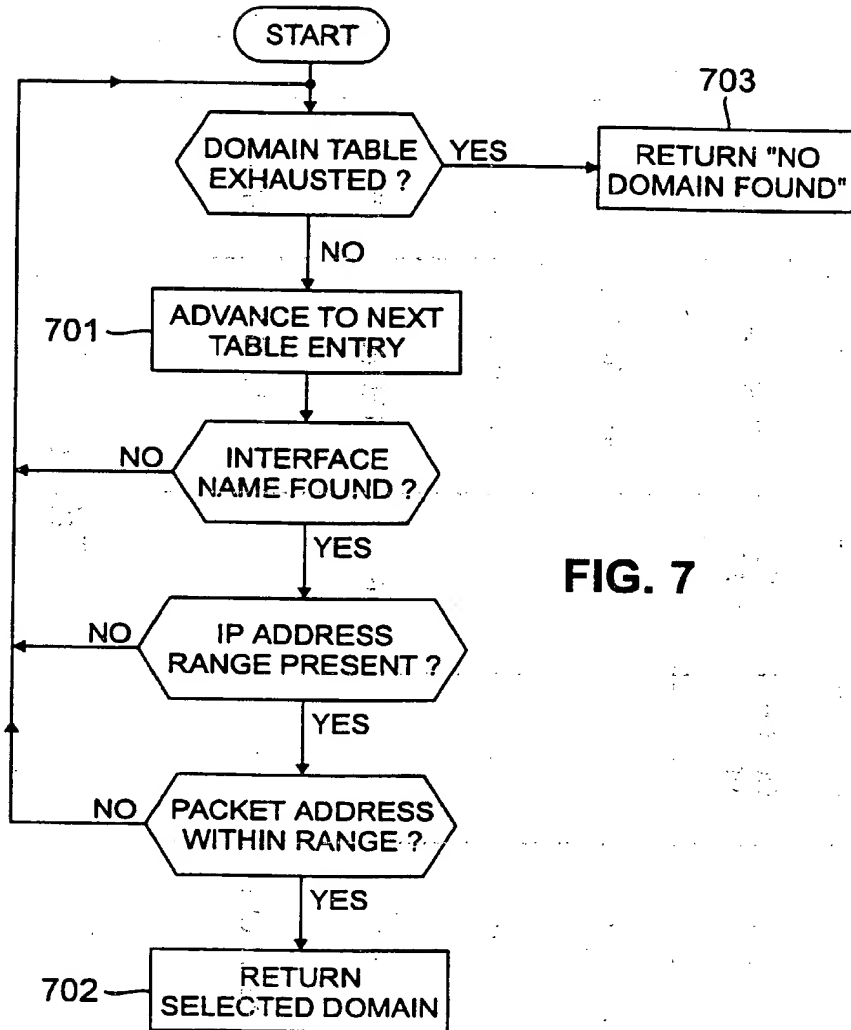 START
703
DOMAIN TABLE
EXHAUSTED ?
YES
RETURN "NO
DOMAIN FOUND"
NO
701
ADVANCE TO NEXT
TABLE ENTRY
NO
INTERFACE
NAME FOUND ?
YES
FIG. 7
NO
IP ADDRESS
RANGE PRESENT ?
YES
NO
PACKET ADDRESS
WITHIN RANGE ?
YES
702
RETURN
SELECTED DOMAIN